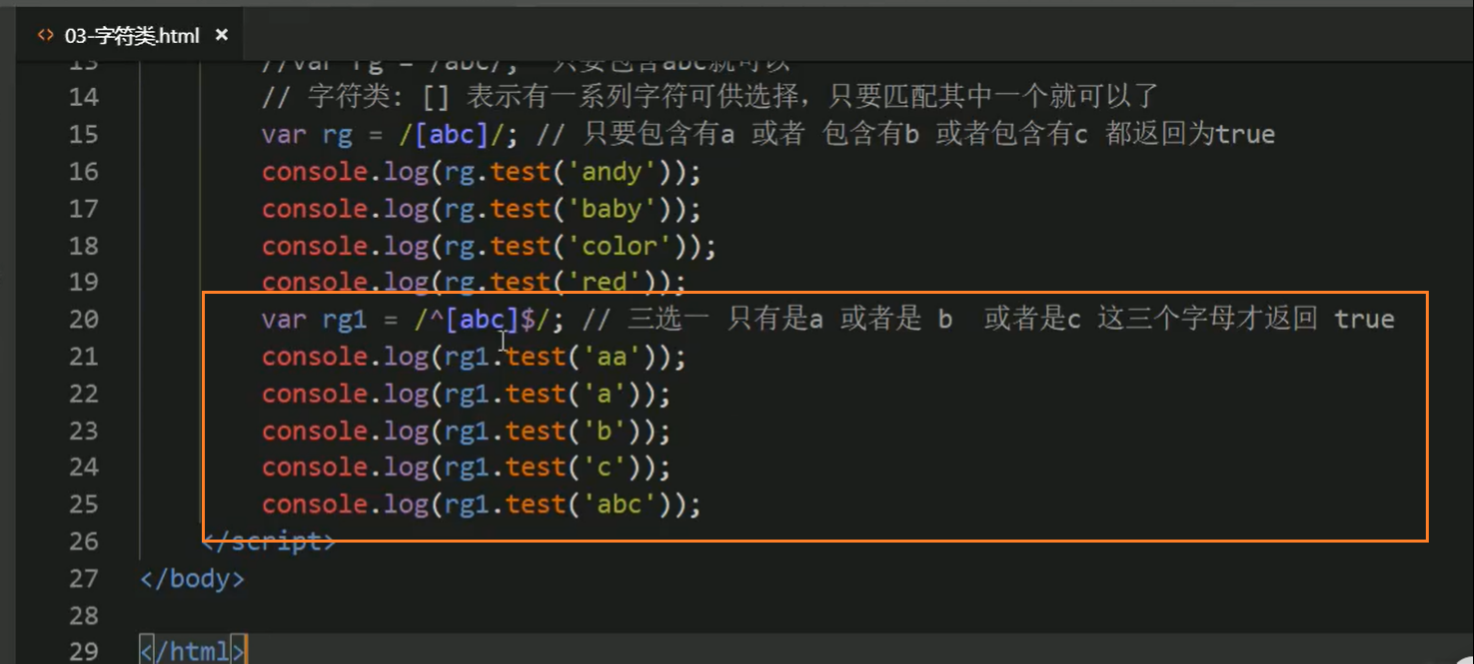 <> 03-字符类.html ×
13 //var rg = /abc/; 只要包含abc就可以
14 // 字符类: [] 表示有一系列字符可供选择，只要匹配其中一个就可以了
15 var rg = /[abc]/; // 只要包含有a 或者 包含有b 或者包含有c 都返回为true
16 console.log(rg.test('andy'));
17 console.log(rg.test('baby'));
18 console.log(rg.test('color'));
19 console.log(rg.test('red'));
20 var rg1 = /^[abc]$/; // 三选一 只有是a 或者是 b 或者是c 这三个字母才返回 true
21 console.log(rg1.test('aa'));
22 console.log(rg1.test('a'));
23 console.log(rg1.test('b'));
24 console.log(rg1.test('c'));
25 console.log(rg1.test('abc'));
26 </script>
27 </body>
28
29 </html>